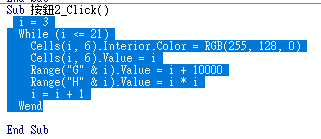 Sub 按鈕2_Click()
i = 3
While (i <= 21)
Cells(i, 6).Interior.Color = RGB(255, 128, 0)
Cells(i, 6).Value = i
Range("G" & i).Value = i + 10000
Range("H" & i).Value = i * i
i = i + 1
Wend
End Sub